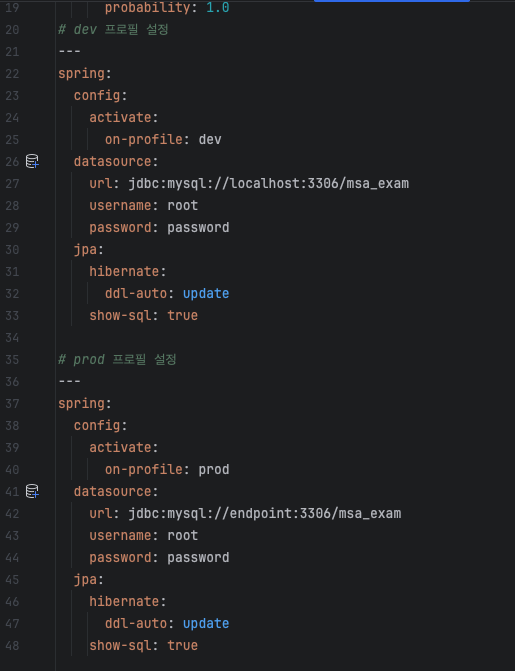 19 probability: 1.0
20 # dev 프로필 설정
21 ---
22 spring:
23 config:
24 activate:
25 on-profile: dev
26 datasource:
27 url: jdbc:mysql://localhost:3306/msa_exam
28 username: root
29 password: password
30 jpa:
31 hibernate:
32 ddl-auto: update
33 show-sql: true
34
35 # prod 프로필 설정
36 ---
37 spring:
38 config:
39 activate:
40 on-profile: prod
41 datasource:
42 url: jdbc:mysql://endpoint:3306/msa_exam
43 username: root
44 password: password
45 jpa:
46 hibernate:
47 ddl-auto: update
48 show-sql: true